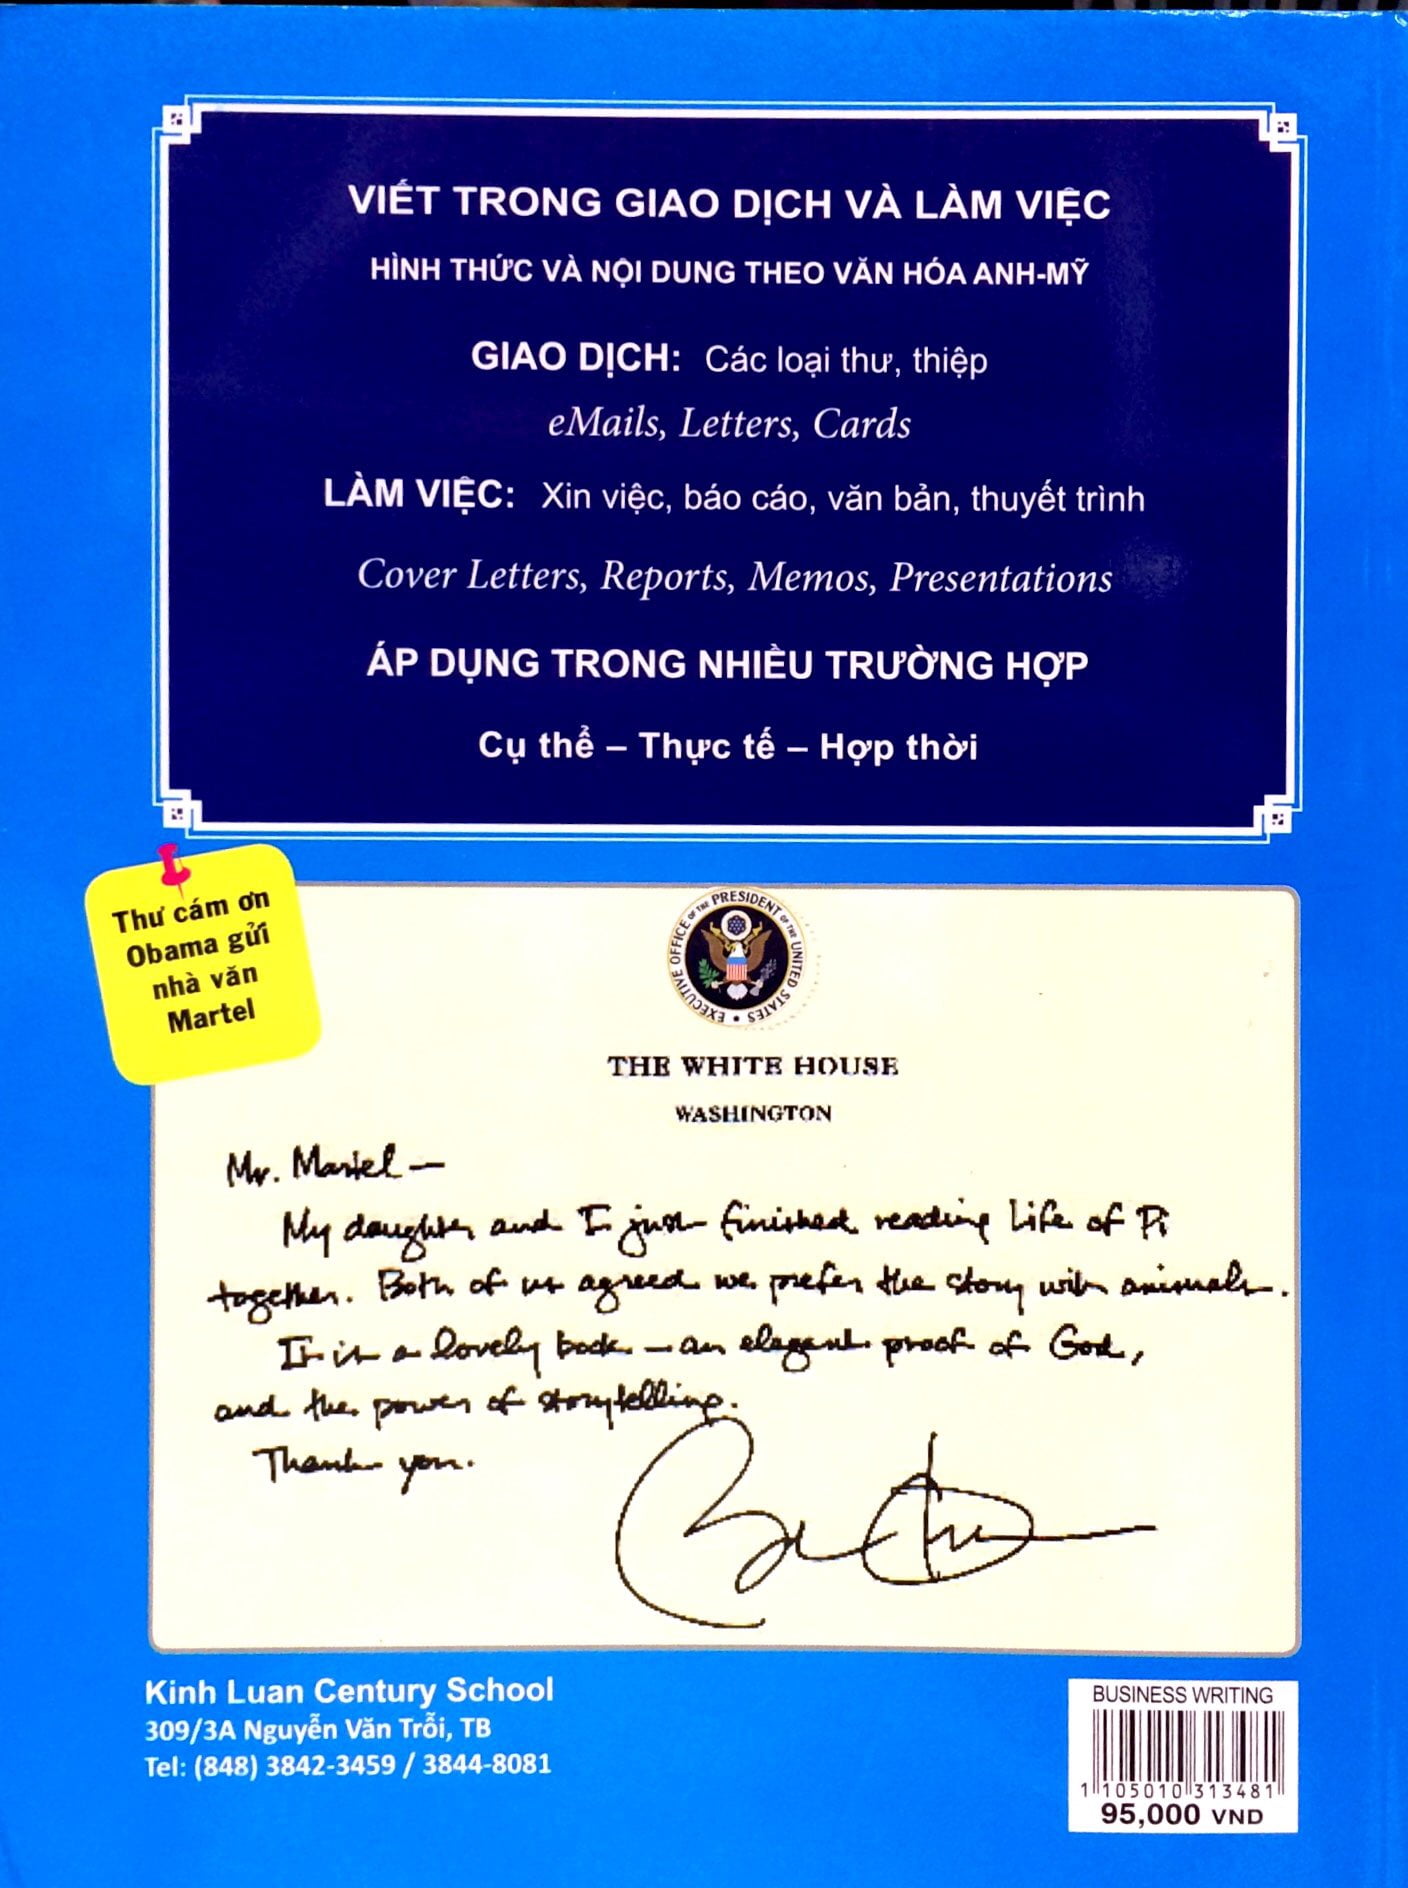 VIẾT TRONG GIAO DỊCH VÀ LÀM VIỆC
HÌNH THỨC VÀ NỘI DUNG THEO VĂN HÓA ANH-MỸ
GIAO DỊCH: Các loại thư, thiệp
eMails, Letters, Cards
LÀM VIỆC: Xin việc, báo cáo, văn bản, thuyết trình
Cover Letters, Reports, Memos, Presentations
ÁP DỤNG TRONG NHIỀU TRƯỜNG HỢP
Cụ thể – Thực tế – Hợp thời
Thư cám ơn
Obama gửi
nhà văn
Martel
EXECUTIVE OFFICE OF THE PRESIDENT OF THE UNITED STATES
THE WHITE HOUSE
WASHINGTON
Mr. Martel —
My daughter and I just finished reading Life of Pi
together. Both of us agreed we prefer the story with animals.
It is a lovely book — an elegant proof of God,
and the power of storytelling.
Thank you.
Kinh Luan Century School
309/3A Nguyễn Văn Trỗi, TB
Tel: (848) 3842-3459 / 3844-8081
BUSINESS WRITING
1 105010 313481
95,000 VND